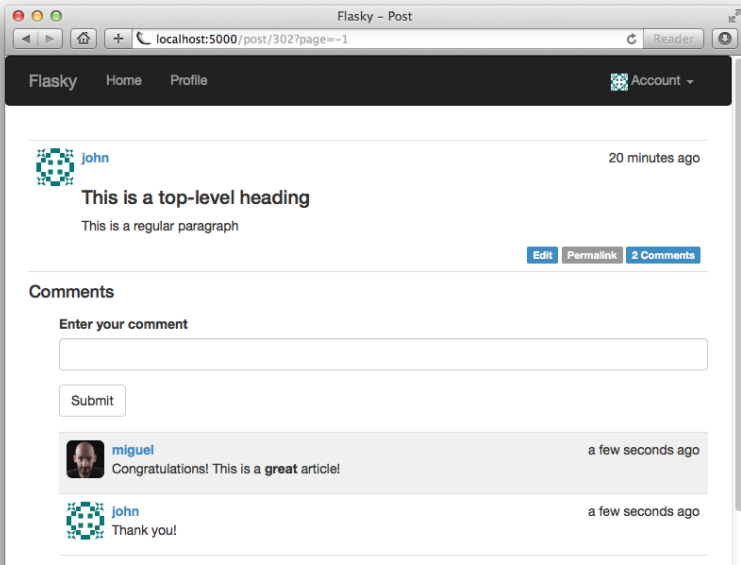 Flasky – Post
localhost:5000/post/302?page=-1
Reader
Flasky Home Profile Account
john 20 minutes ago
This is a top-level heading
This is a regular paragraph
Edit Permalink 2 Comments
Comments
Enter your comment
Submit
miguel a few seconds ago
Congratulations! This is a great article!
john a few seconds ago
Thank you!